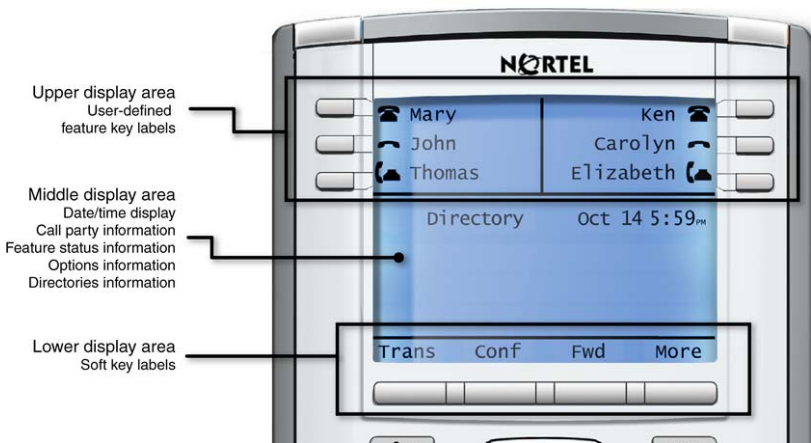 NORTEL
Upper display area
User-defined
feature key labels
Mary
Ken
John
Carolyn
Thomas
Elizabeth
Middle display area
Date/time display
Call party information
Feature status information
Options information
Directories information
Directory Oct 14 5:59PM
Lower display area
Soft key labels
Trans Conf Fwd More